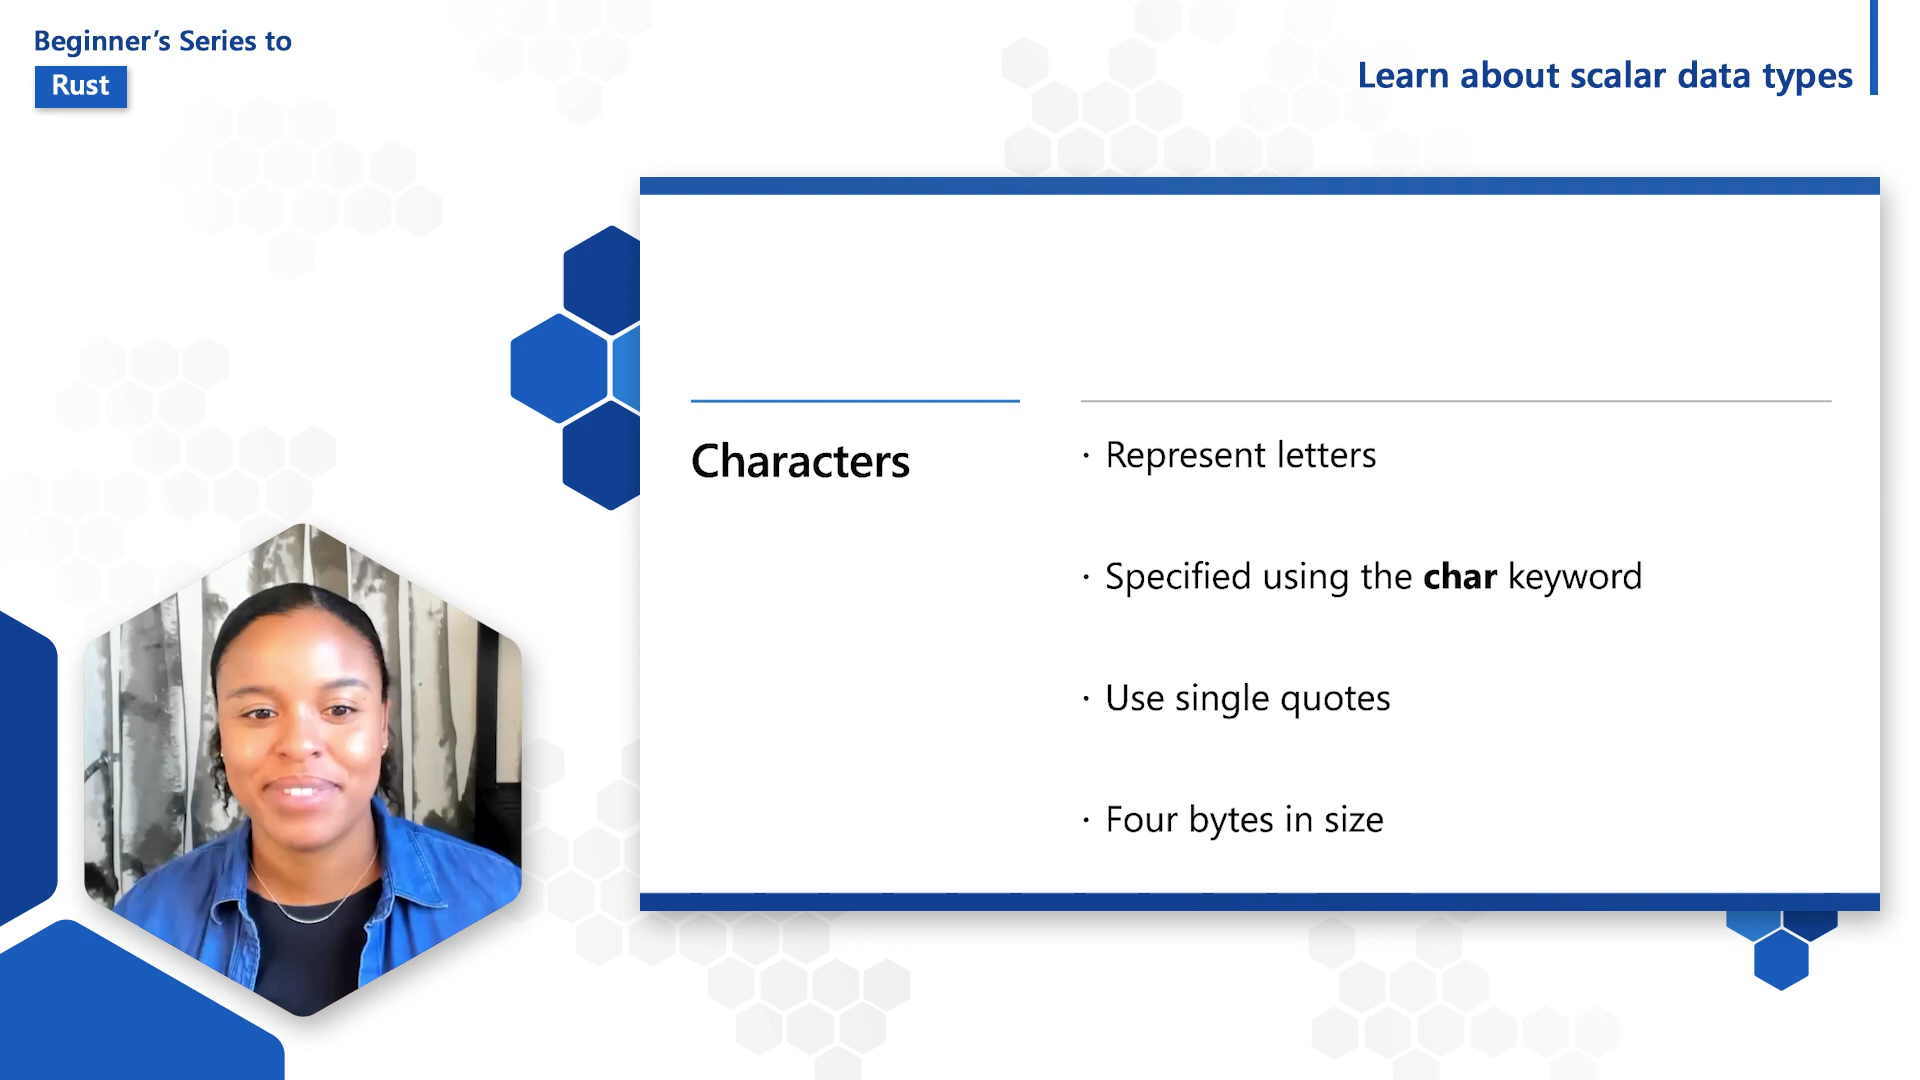 Beginner’s Series to
Rust
Learn about scalar data types
Characters
· Represent letters
· Specified using the char keyword
· Use single quotes
· Four bytes in size